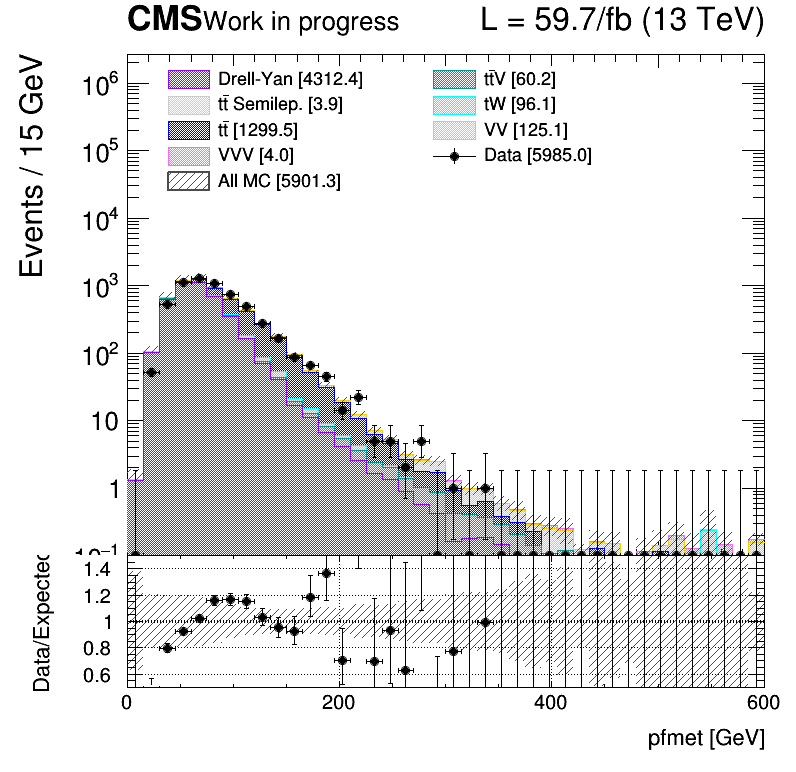 CMS Work in progress L = 59.7/fb (13 TeV)
Events / 15 GeV
10⁶
10⁵
10⁴
10³
10²
10
1
10⁻¹
Drell-Yan [4312.4]
tt̄ Semilep. [3.9]
tt̄ [1299.5]
VVV [4.0]
All MC [5901.3]
tt̄V [60.2]
tW [96.1]
VV [125.1]
Data [5985.0]
Data/Expected
1.4
1.2
1
0.8
0.6
0 200 400 600
pfmet [GeV]